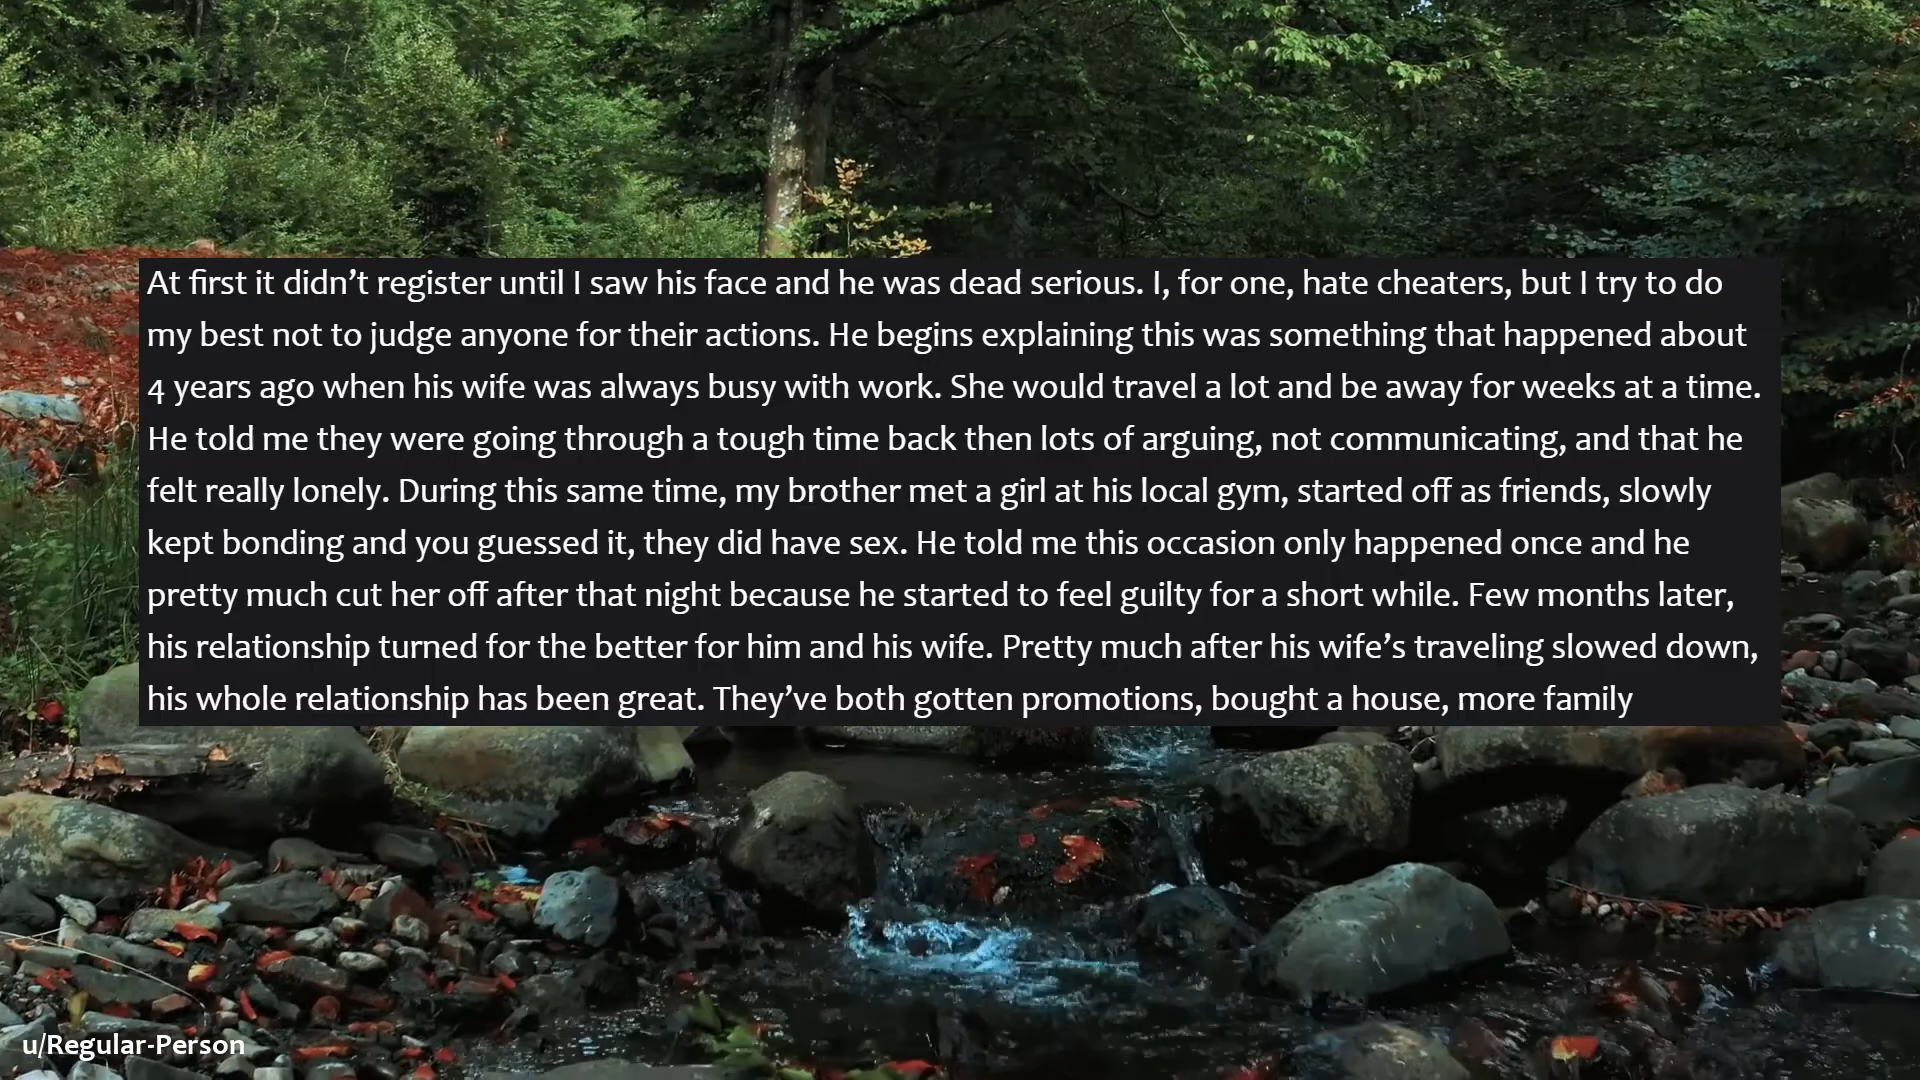 At first it didn’t register until I saw his face and he was dead serious. I, for one, hate cheaters, but I try to do
my best not to judge anyone for their actions. He begins explaining this was something that happened about
4 years ago when his wife was always busy with work. She would travel a lot and be away for weeks at a time.
He told me they were going through a tough time back then lots of arguing, not communicating, and that he
felt really lonely. During this same time, my brother met a girl at his local gym, started off as friends, slowly
kept bonding and you guessed it, they did have sex. He told me this occasion only happened once and he
pretty much cut her off after that night because he started to feel guilty for a short while. Few months later,
his relationship turned for the better for him and his wife. Pretty much after his wife’s traveling slowed down,
his whole relationship has been great. They’ve both gotten promotions, bought a house, more family
u/Regular-Person